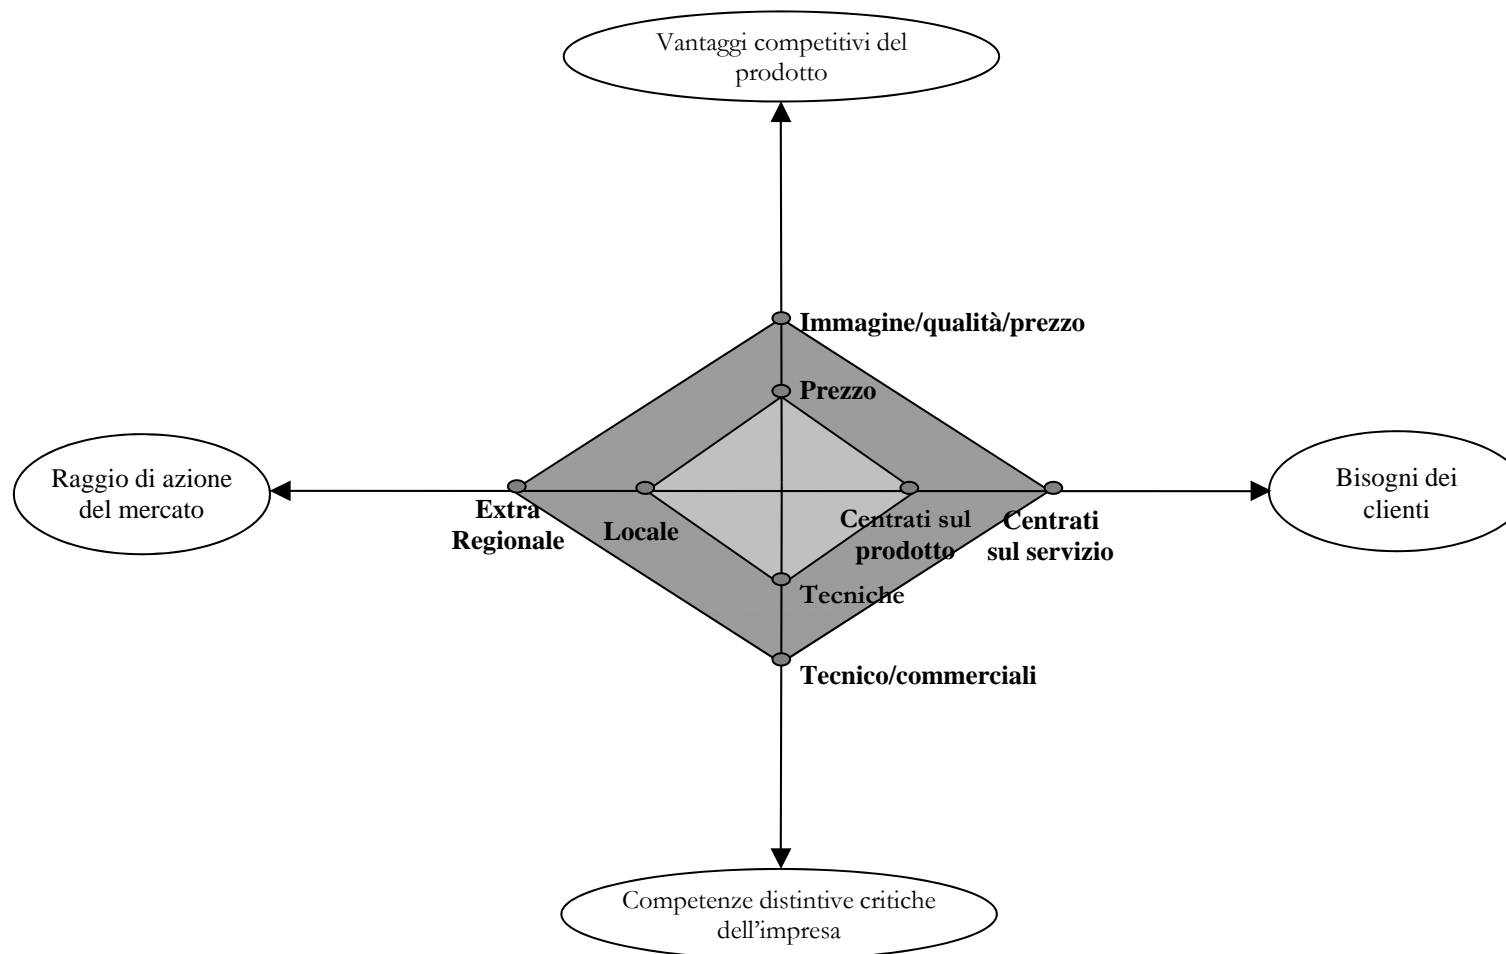 Vantaggi competitivi del
prodotto
Immagine/qualità/prezzo
Prezzo
Raggio di azione
del mercato
Extra
Regionale
Locale
Centrati sul
prodotto
Centrati
sul servizio
Bisogni dei
clienti
Tecniche
Tecnico/commerciali
Competenze distintive critiche
dell'impresa